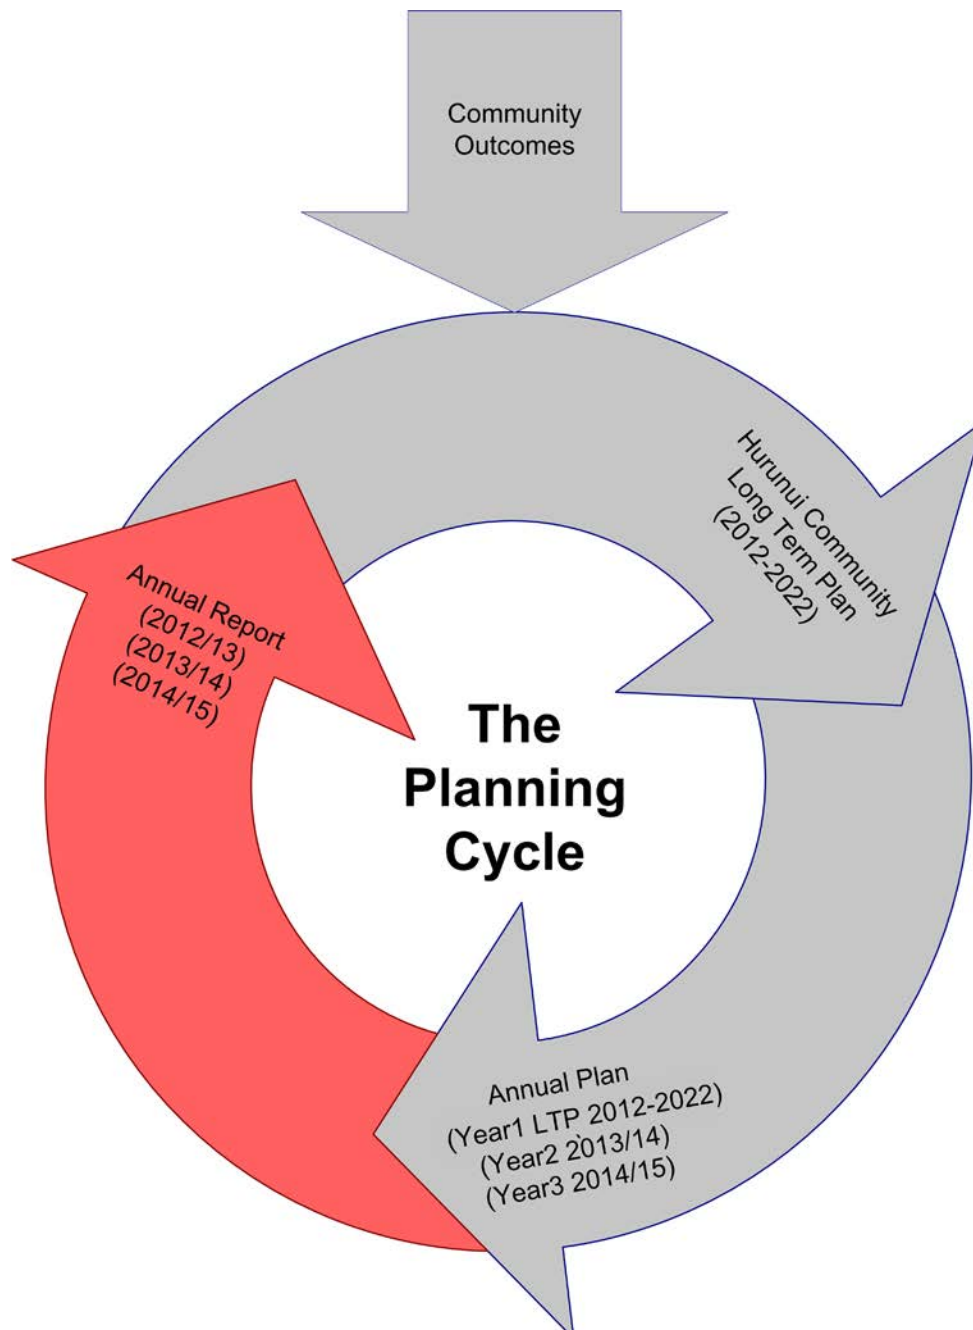 Community
Outcomes
Hurunui Community
Long Term Plan
(2012-2022)
Annual Report
(2012/13)
(2013/14)
(2014/15)
The
Planning
Cycle
Annual Plan
(Year1 LTP 2012-2022)
(Year2 2013/14)
(Year3 2014/15)